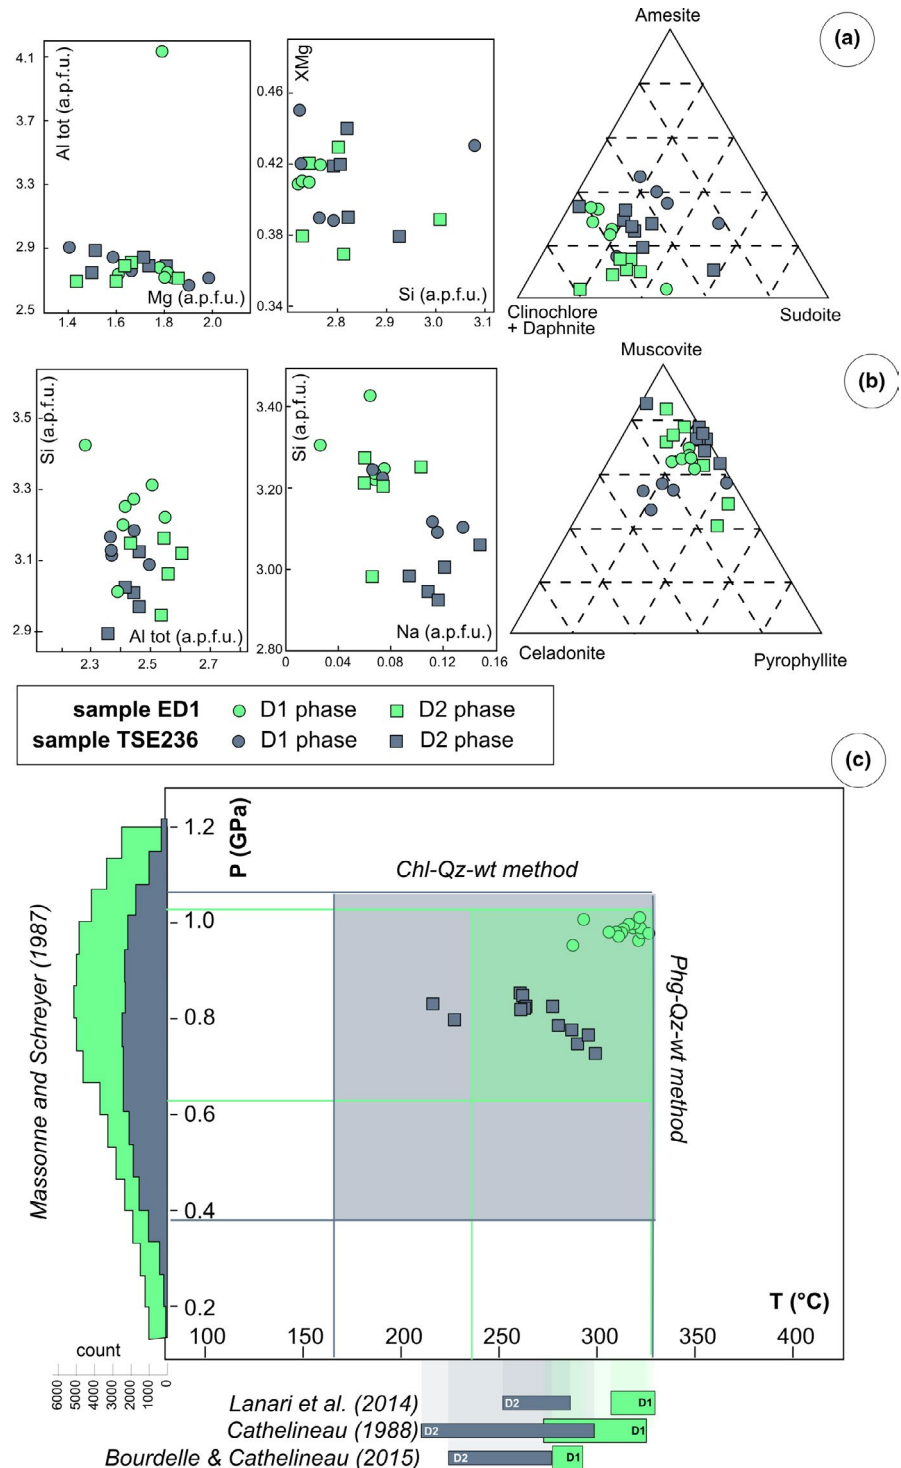 Amesite
(a)
4.1
3.7
3.3
2.9
2.5
Al tot (a.p.f.u.)
Mg (a.p.f.u.)
1.4 1.6 1.8 2.0
XMg
0.46
0.42
0.38
0.34
Si (a.p.f.u.)
2.8 2.9 3.0 3.1
Clinochlore
+ Daphnite
Sudoite
Muscovite
(b)
Si (a.p.f.u.)
3.5
3.3
3.1
2.9
Al tot (a.p.f.u.)
2.3 2.5 2.7
Si (a.p.f.u.)
3.40
3.20
3.00
2.80
Na (a.p.f.u.)
0 0.04 0.08 0.12 0.16
Celadonite
Pyrophyllite
sample ED1 D1 phase D2 phase
sample TSE236 D1 phase D2 phase
(c)
P (GPa)
1.2
1.0
0.8
0.6
0.4
0.2
Chl-Qz-wt method
Phg-Qz-wt method
Massonne and Schreyer (1987)
T (°C)
100 150 200 250 300 350 400
count
6000 5000 4000 3000 2000 1000 0
Lanari et al. (2014) D2 D1
Cathelineau (1988) D2 D1
Bourdelle & Cathelineau (2015) D2 D1